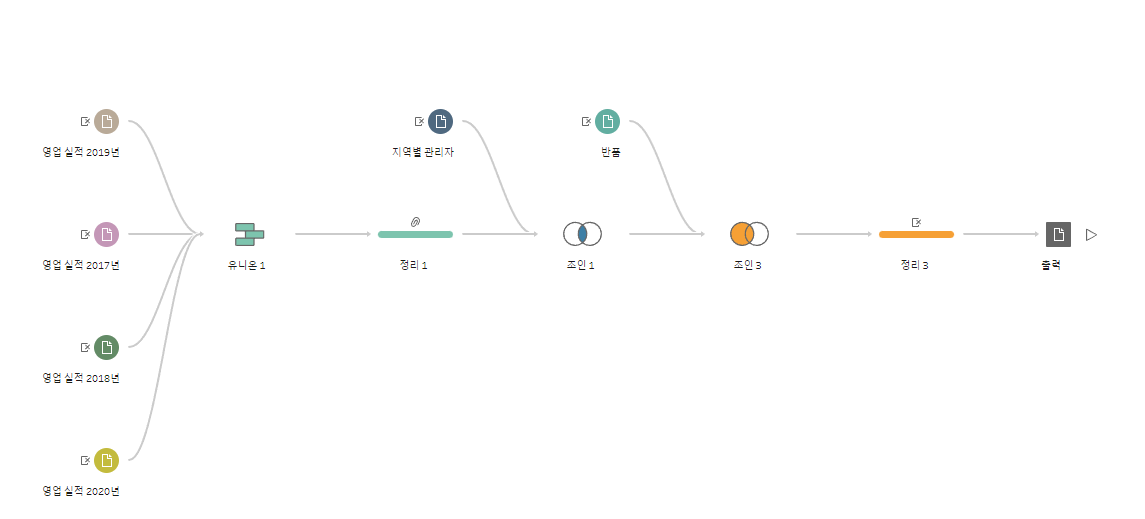 영업 실적 2019년
지역별 관리자
반품
영업 실적 2017년
유니온 1
정리 1
조인 1
조인 3
정리 3
출력
영업 실적 2018년
영업 실적 2020년